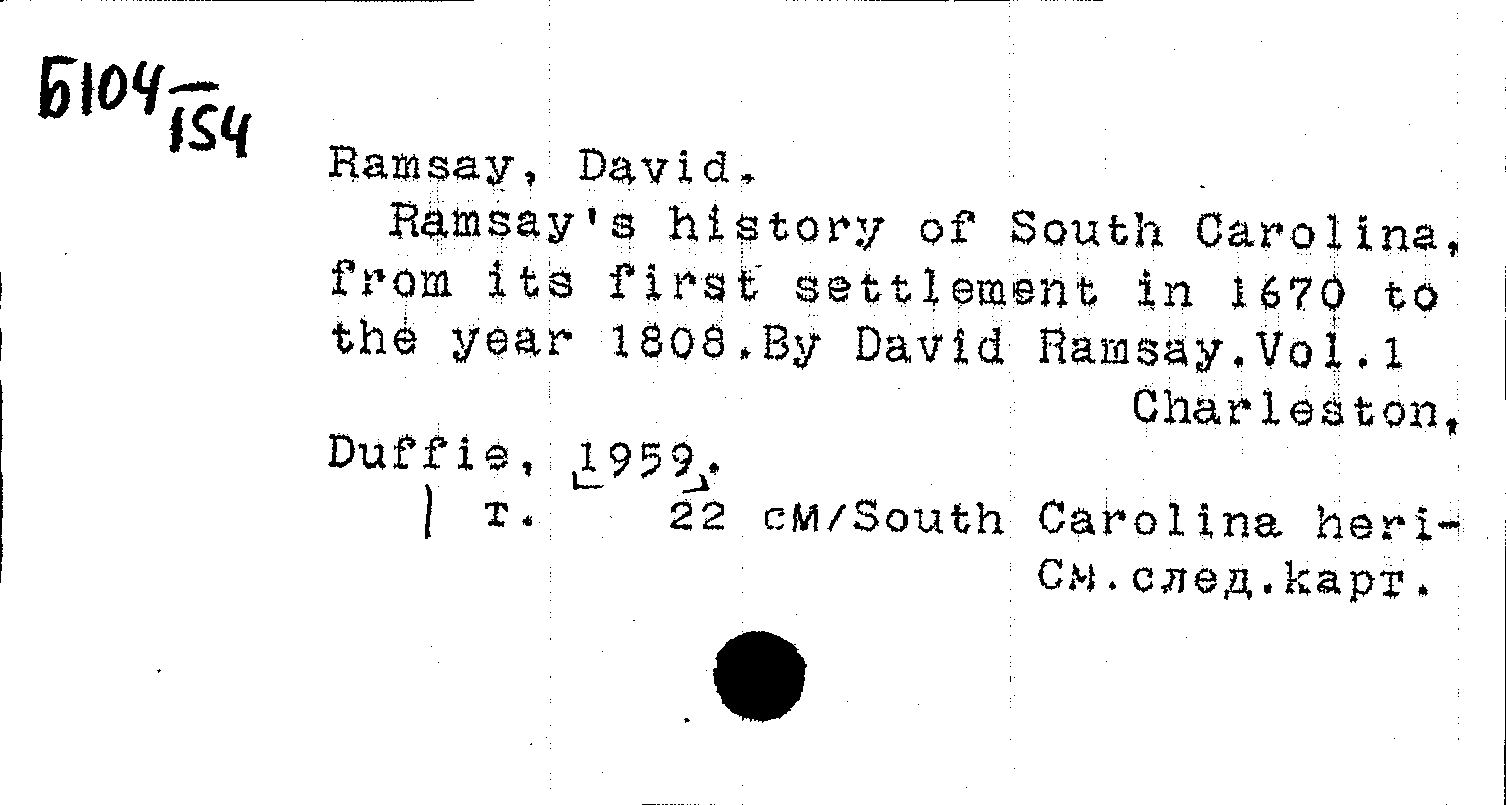 Б104
154
Ramsay, David.
Ramsay's history of South Carolina,
from its first settlement in 1670 to
the year 1808.By David Ramsay.Vol.1
Charleston,
Duffie, 1959.
1 т. 22 см/South Carolina heri-
См.след.карт.